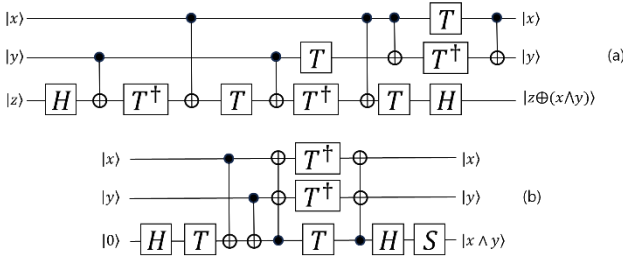 |x⟩ T |x⟩
|y⟩ T T† |y⟩ (a)
|z⟩ H T† T T† T H |z⊕(x∧y)⟩
|x⟩ T† |x⟩
|y⟩ T† |y⟩ (b)
|0⟩ H T T H S |x ∧ y⟩